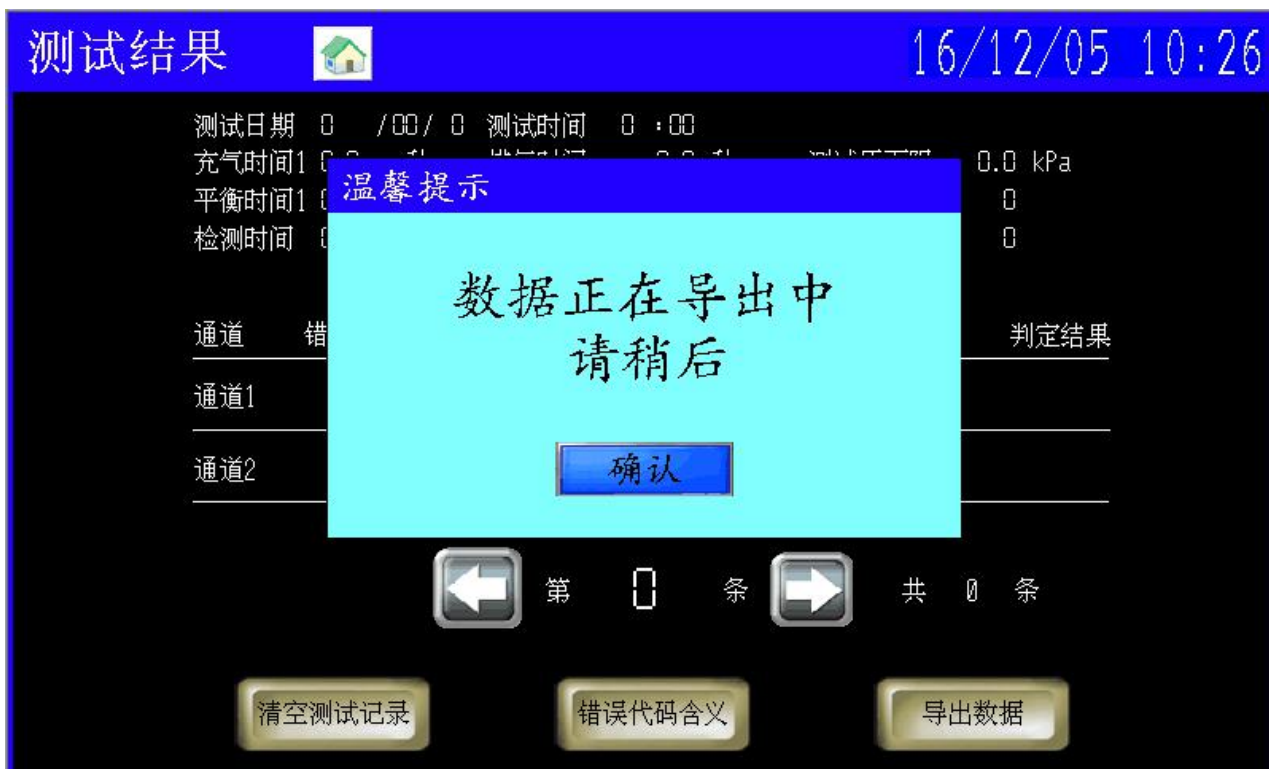 测试结果 16/12/05 10:26
测试日期 0 /00/ 0 测试时间 0 :00
充气时间1 kPa 0.0
平衡时间1 0
检测时间 0
温馨提示
数据正在导出中
请稍后
确认
通道 错 判定结果
通道1
通道2
第 0 条 共 0 条
清空测试记录 错误代码含义 导出数据